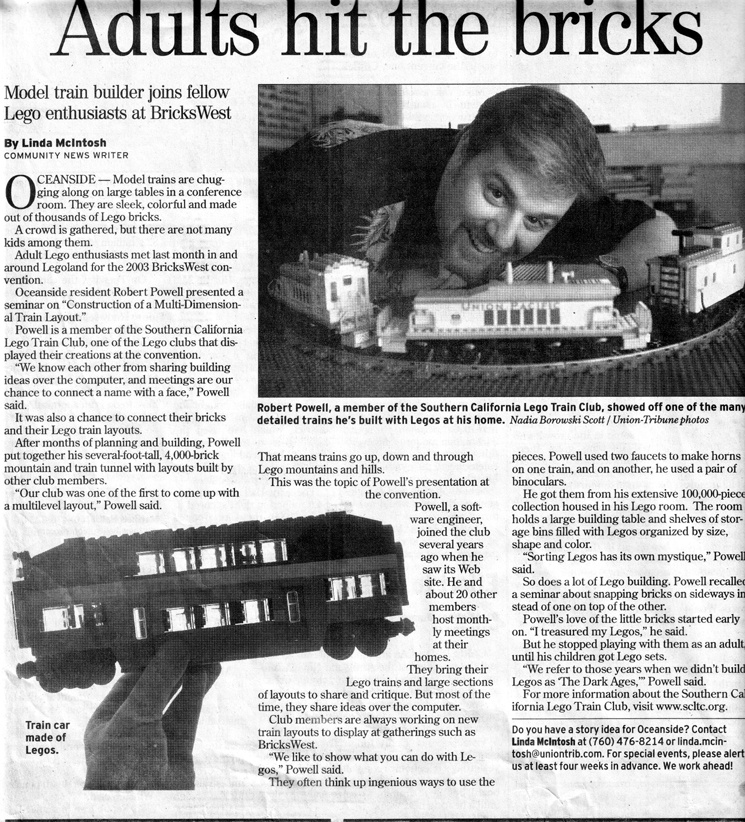 Adults hit the bricks
Model train builder joins fellow
Lego enthusiasts at BricksWest
By Linda McIntosh
COMMUNITY NEWS WRITER
OCEANSIDE — Model trains are chug-
ging along on large tables in a conference
room. They are sleek, colorful and made
out of thousands of Lego bricks.
A crowd is gathered, but there are not many
kids among them.
Adult Lego enthusiasts met last month in and
around Legoland for the 2003 BricksWest con-
vention.
Oceanside resident Robert Powell presented a
seminar on “Construction of a Multi-Dimension-
al Train Layout.”
Powell is a member of the Southern California
Lego Train Club, one of the Lego clubs that dis-
played their creations at the convention.
“We know each other from sharing building
ideas over the computer, and meetings are our
chance to connect a name with a face,” Powell
said.
It was also a chance to connect their bricks
and their Lego train layouts.
After months of planning and building, Powell
put together his several-foot-tall, 4,000-brick
mountain and train tunnel with layouts built by
other club members.
“Our club was one of the first to come up with
a multilevel layout,” Powell said.
Train car
made of
Legos.
UNION PACIFIC
Robert Powell, a member of the Southern California Lego Train Club, showed off one of the many
detailed trains he’s built with Legos at his home. Nadia Borowski Scott / Union-Tribune photos
That means trains go up, down and through
Lego mountains and hills.
This was the topic of Powell’s presentation at
the convention.
Powell, a soft-
ware engineer,
joined the club
several years
ago when he
saw its Web
site. He and
about 20 other
members
host month-
ly meetings
at their
homes.
They bring their
Lego trains and large sections
of layouts to share and critique. But most of the
time, they share ideas over the computer.
Club members are always working on new
train layouts to display at gatherings such as
BricksWest.
“We like to show what you can do with Le-
gos,” Powell said.
They often think up ingenious ways to use the
pieces. Powell used two faucets to make horns
on one train, and on another, he used a pair of
binoculars.
He got them from his extensive 100,000-piece
collection housed in his Lego room. The room
holds a large building table and shelves of stor-
age bins filled with Legos organized by size,
shape and color.
“Sorting Legos has its own mystique,” Powell
said.
So does a lot of Lego building. Powell recalled
a seminar about snapping bricks on sideways in
stead of one on top of the other.
Powell’s love of the little bricks started early
on. “I treasured my Legos,” he said.
But he stopped playing with them as an adult,
until his children got Lego sets.
“We refer to those years when we didn’t build
Legos as ‘The Dark Ages,’” Powell said.
For more information about the Southern Cal
ifornia Lego Train Club, visit www.scltc.org.
Do you have a story idea for Oceanside? Contact
Linda McIntosh at (760) 476-8214 or linda.mcin-
tosh@uniontrib.com. For special events, please alert
us at least four weeks in advance. We work ahead!